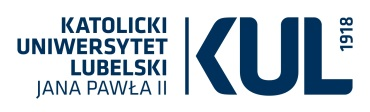 KATOLICKI
UNIWERSYTET
LUBELSKI
JANA PAWŁA II
KUL
1918